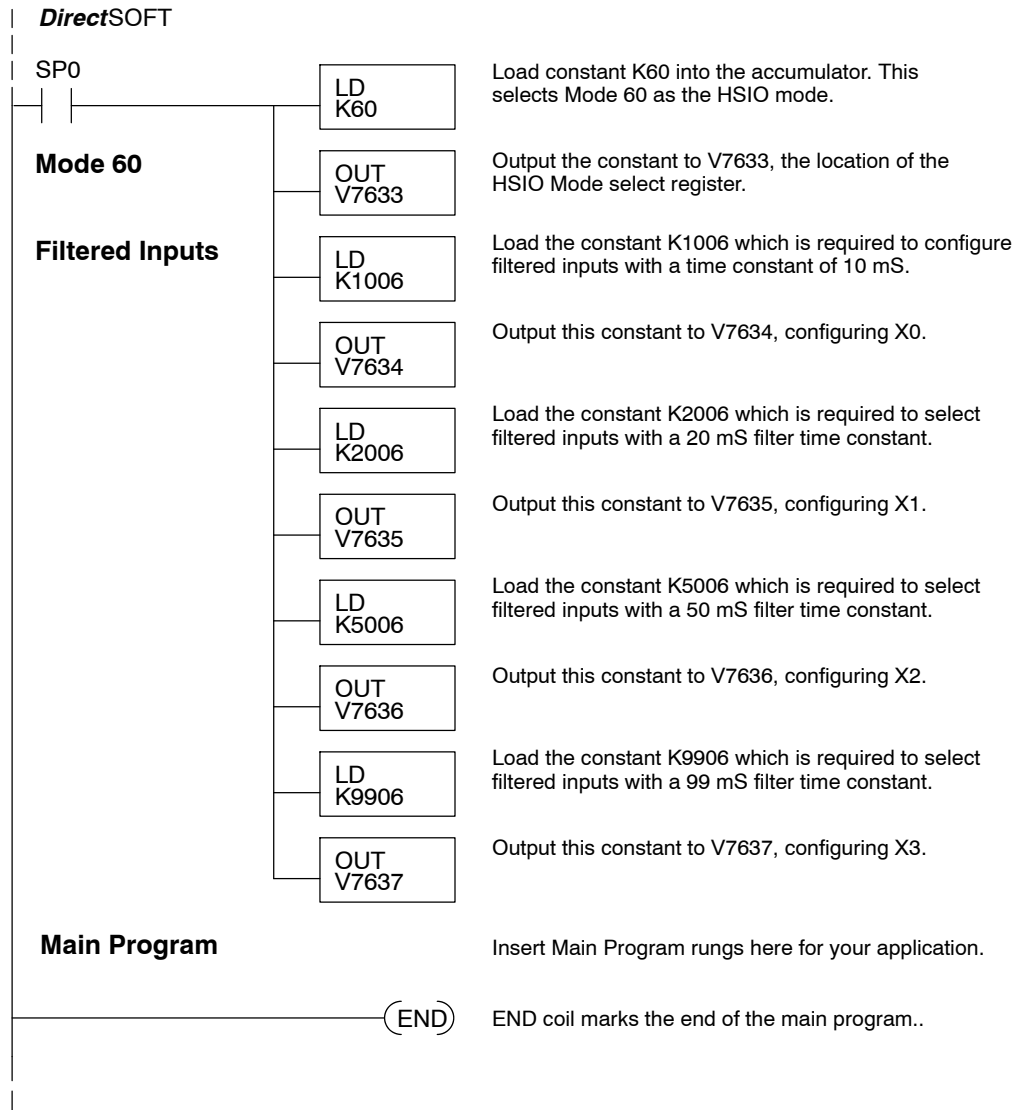 DirectSOFT
SP0
LD
K60
Load constant K60 into the accumulator. This
selects Mode 60 as the HSIO mode.
Mode 60
OUT
V7633
Output the constant to V7633, the location of the
HSIO Mode select register.
Filtered Inputs
LD
K1006
Load the constant K1006 which is required to configure
filtered inputs with a time constant of 10 mS.
OUT
V7634
Output this constant to V7634, configuring X0.
LD
K2006
Load the constant K2006 which is required to select
filtered inputs with a 20 mS filter time constant.
OUT
V7635
Output this constant to V7635, configuring X1.
LD
K5006
Load the constant K5006 which is required to select
filtered inputs with a 50 mS filter time constant.
OUT
V7636
Output this constant to V7636, configuring X2.
LD
K9906
Load the constant K9906 which is required to select
filtered inputs with a 99 mS filter time constant.
OUT
V7637
Output this constant to V7637, configuring X3.
Main Program
Insert Main Program rungs here for your application.
END
END coil marks the end of the main program..